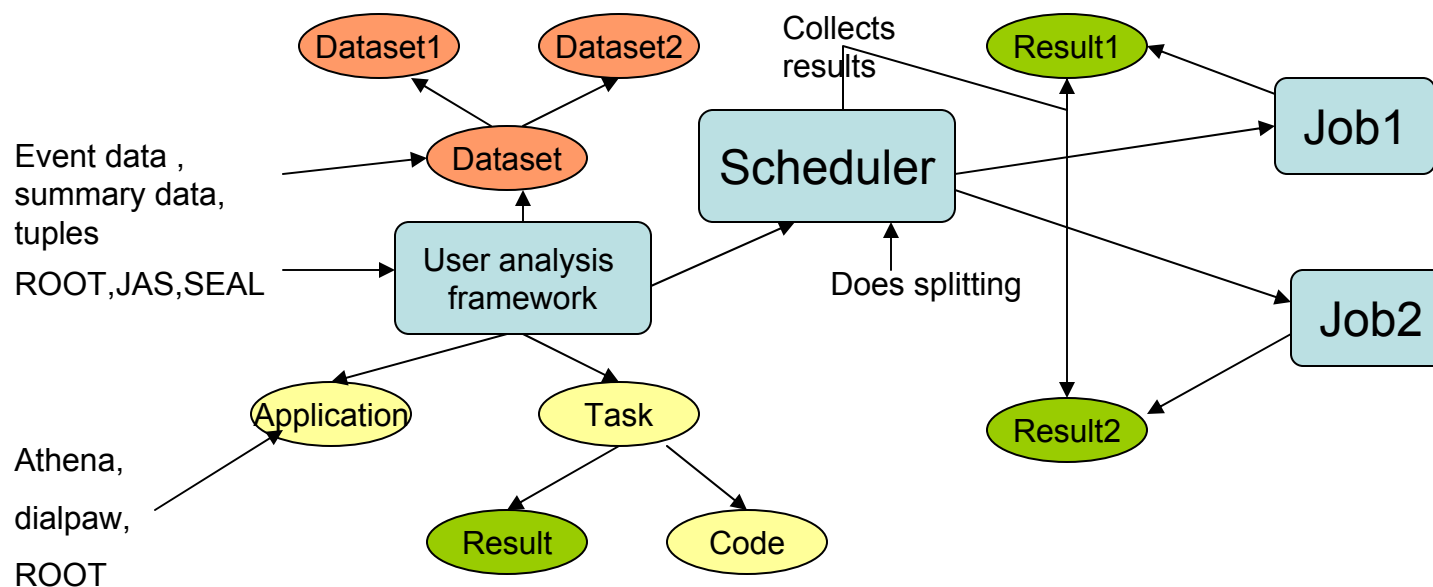 Dataset1
Dataset2
Collects
results
Result1
Job1
Event data ,
summary data,
tuples
Dataset
Scheduler
ROOT,JAS,SEAL
User analysis
framework
Does splitting
Job2
Application
Task
Result2
Athena,
dialpaw,
ROOT
Result
Code